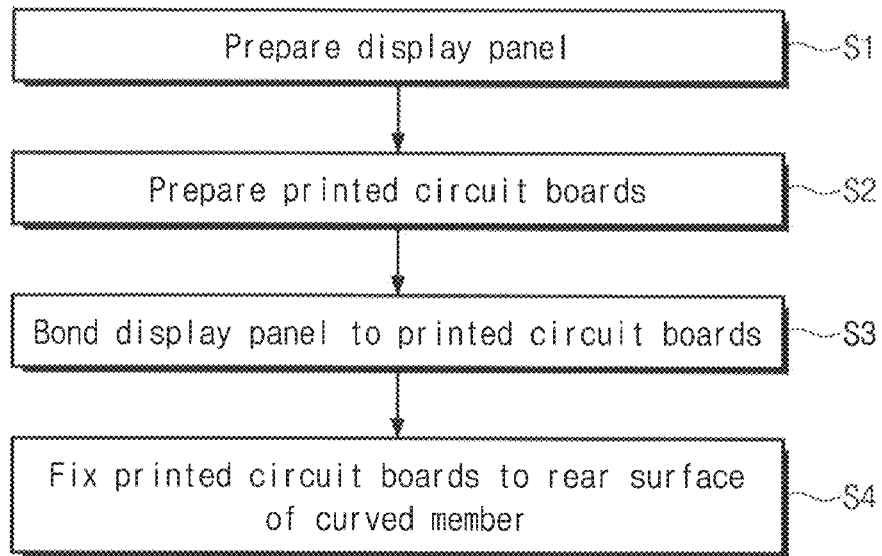 Prepare display panel
S1
Prepare printed circuit boards
S2
Bond display panel to printed circuit boards
S3
Fix printed circuit boards to rear surface
of curved member
S4